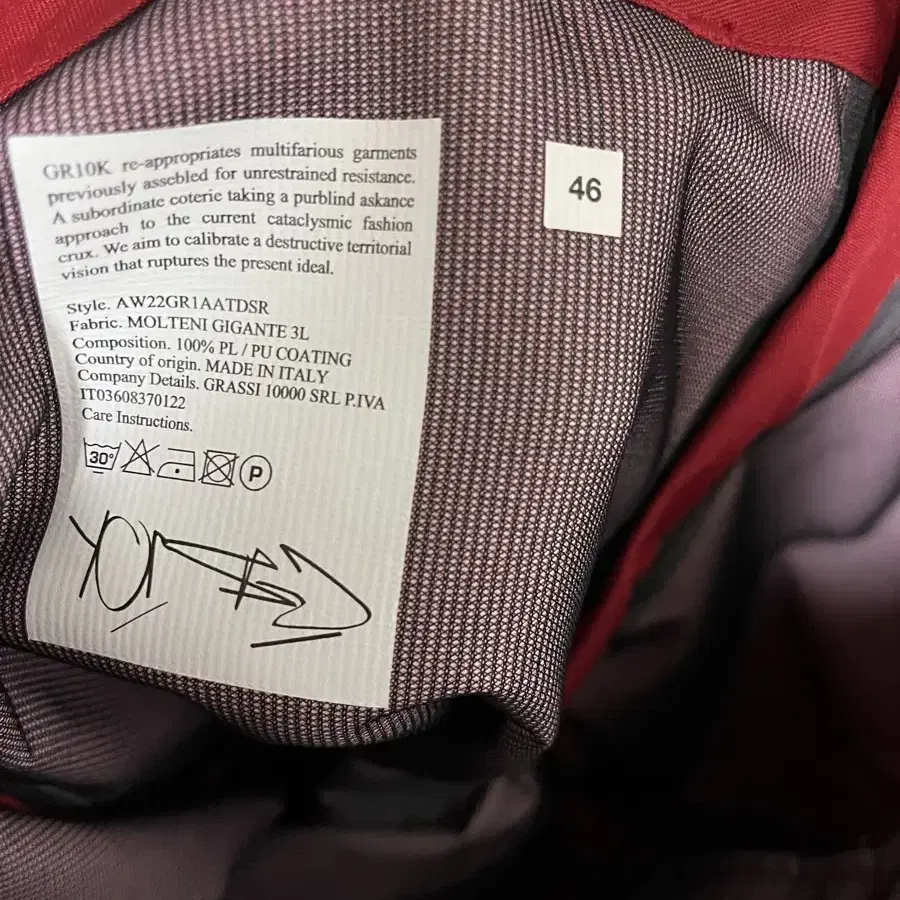 GR10K re-appropriates multifarious garments
previously assebled for unrestrained resistance.
A subordinate coterie taking a purblind askance
approach to the current cataclysmic fashion
crux. We aim to calibrate a destructive territorial
vision that ruptures the present ideal.
Style. AW22GR1AATDSR
Fabric. MOLTENI GIGANTE 3L
Composition. 100% PL / PU COATING
Country of origin. MADE IN ITALY
Company Details. GRASSI 10000 SRL P.IVA
IT03608370122
Care Instructions.
30°
P
46